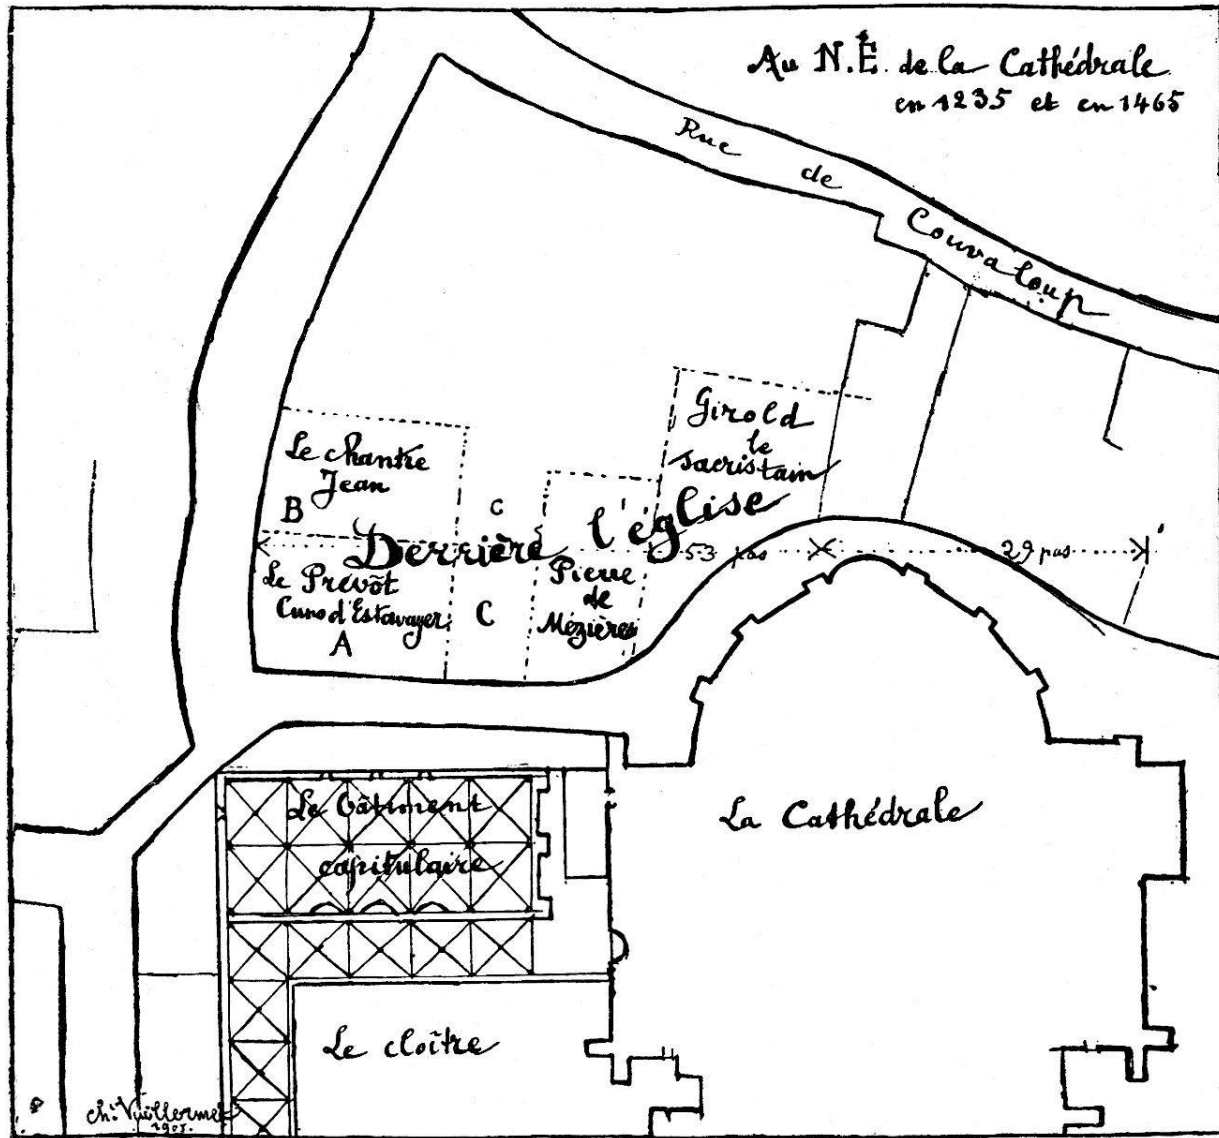 Au N.É. de la Cathédrale
en 1235 et en 1465
Rue de Couvaloup
Girold
le
sacristain
Le chantre
Jean
B
C
Derrière l'église
53 pas
29 pas
Le Prévôt
Cuno d'Estavayer
A
C
Pierre
de
Mézières
Le bâtiment
capitulaire
La Cathédrale
Le cloître
Ch. Vuillermet
1905.